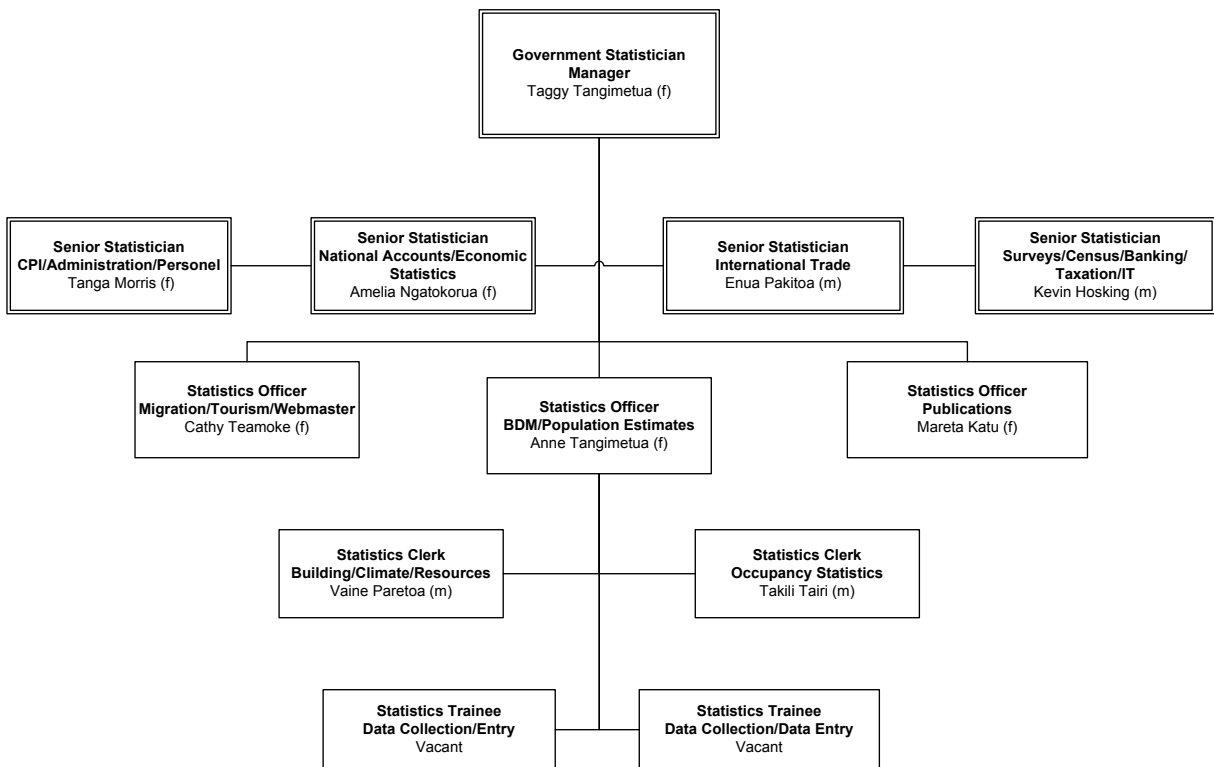 Government Statistician
Manager
Taggy Tangimetua (f)
Senior Statistician
CPI/Administration/Personel
Tanga Morris (f)
Senior Statistician
National Accounts/Economic
Statistics
Amelia Ngatokorua (f)
Senior Statistician
International Trade
Enua Pakitoa (m)
Senior Statistician
Surveys/Census/Banking/
Taxation/IT
Kevin Hosking (m)
Statistics Officer
Migration/Tourism/Webmaster
Cathy Teamoke (f)
Statistics Officer
BDM/Population Estimates
Anne Tangimetua (f)
Statistics Officer
Publications
Mareta Katu (f)
Statistics Clerk
Building/Climate/Resources
Vaine Paretoa (m)
Statistics Clerk
Occupancy Statistics
Takili Tairi (m)
Statistics Trainee
Data Collection/Entry
Vacant
Statistics Trainee
Data Collection/Data Entry
Vacant